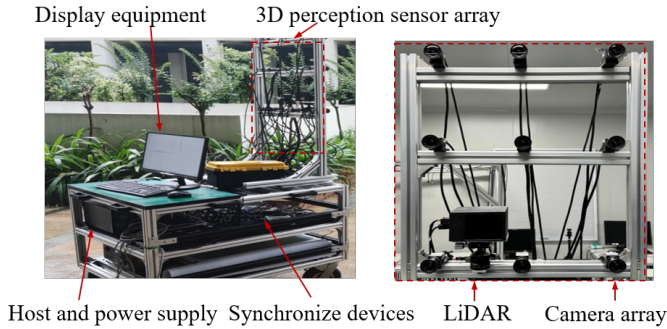 Display equipment
3D perception sensor array
Host and power supply
Synchronize devices
LiDAR
Camera array